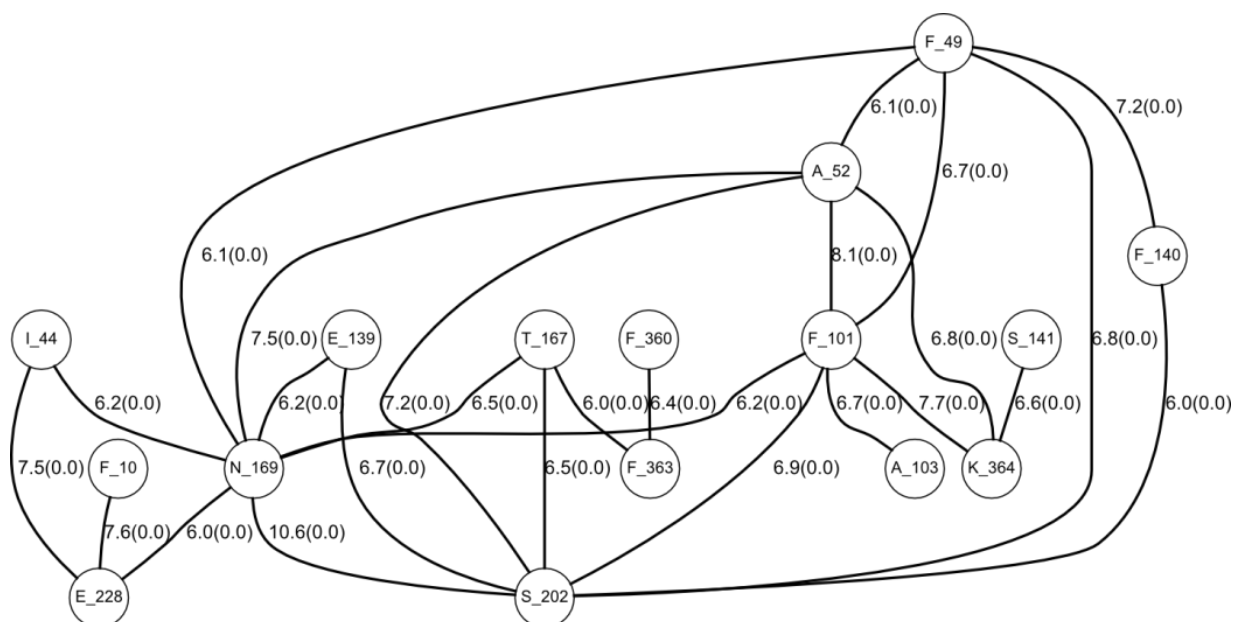 F_49
6.1(0.0)
7.2(0.0)
A_52
6.7(0.0)
6.1(0.0)
8.1(0.0)
F_140
I_44
7.5(0.0)
E_139
T_167
F_360
F_101
6.8(0.0)
S_141
6.8(0.0)
6.2(0.0)
6.2(0.0)
7.2(0.0)
6.5(0.0)
6.0(0.0)
6.4(0.0)
6.2(0.0)
6.7(0.0)
7.7(0.0)
6.6(0.0)
6.0(0.0)
7.5(0.0)
F_10
N_169
6.7(0.0)
6.5(0.0)
F_363
6.9(0.0)
A_103
K_364
7.6(0.0)
6.0(0.0)
10.6(0.0)
E_228
S_202